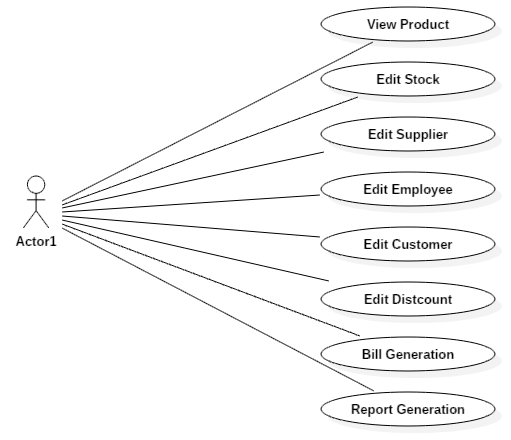 View Product
Edit Stock
Edit Supplier
Edit Employee
Actor1
Edit Customer
Edit Distcount
Bill Generation
Report Generation